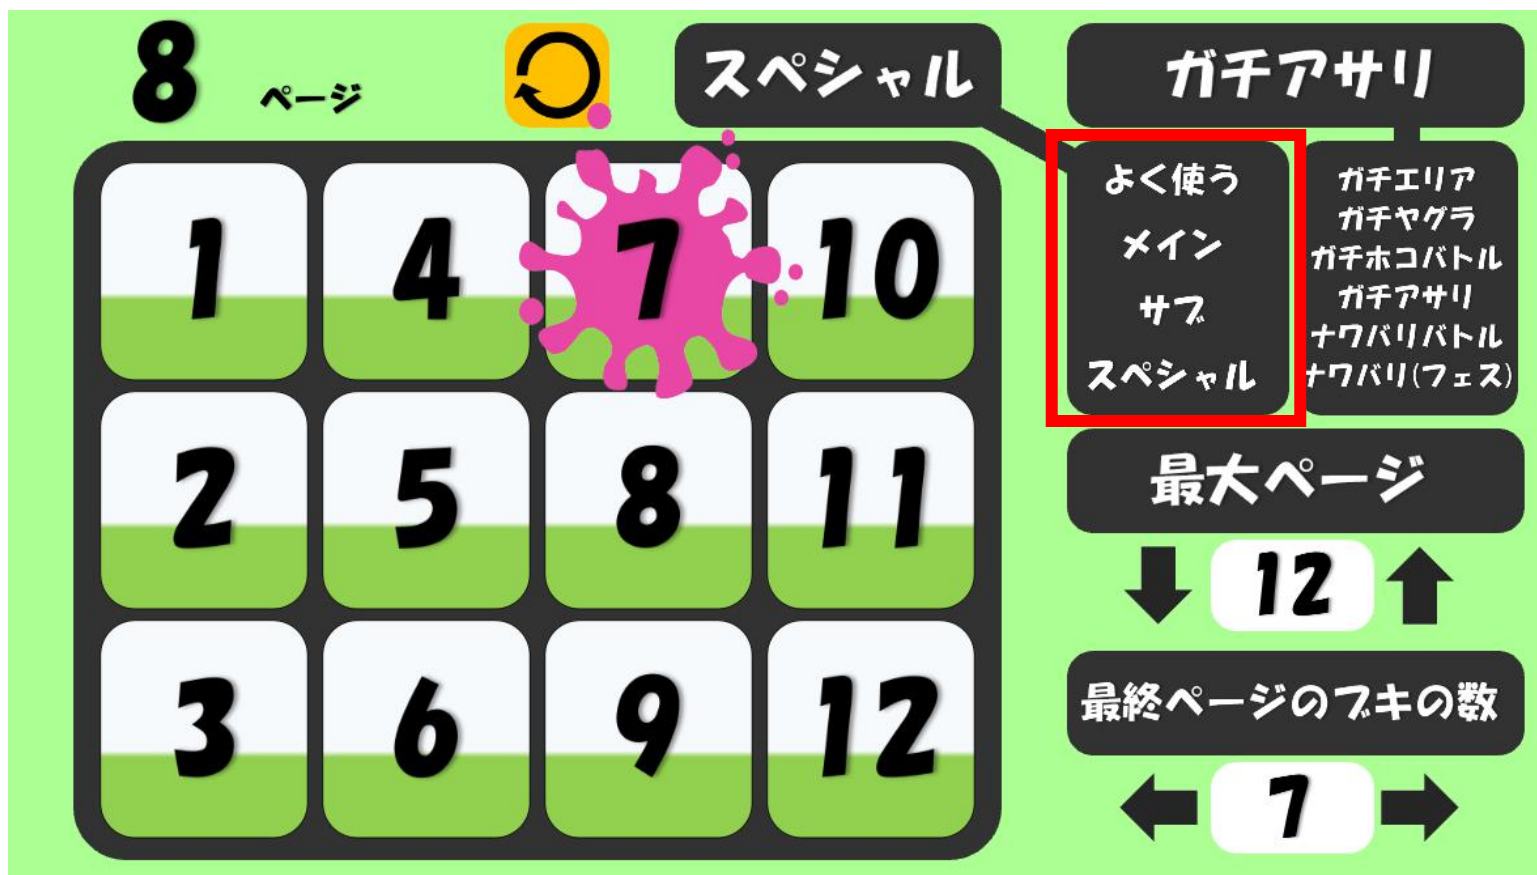 8 ページ
スペシャル
ガチアサリ
1 4 7 10
2 5 8 11
3 6 9 12
よく使う
メイン
サブ
スペシャル
ガチエリア
ガチヤグラ
ガチホコバトル
ガチアサリ
ナワバリバトル
ナワバリ(フェス)
最大ページ
12
最終ページのブキの数
7